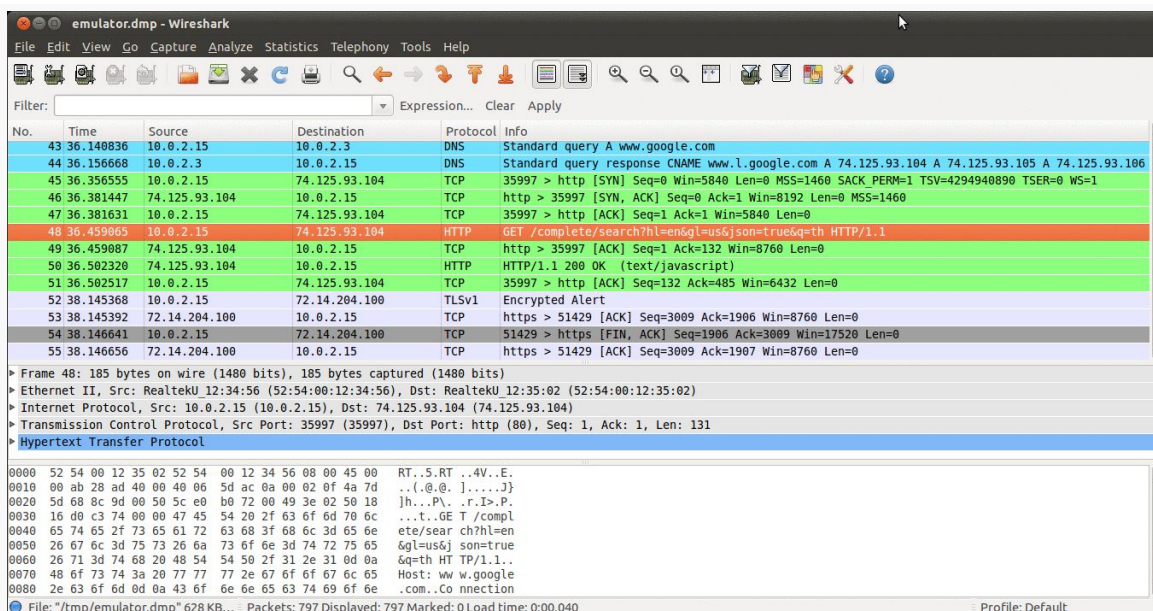 emulator.dmp - Wireshark
File Edit View Go Capture Analyze Statistics Telephony Tools Help
Filter: Expression... Clear Apply
No. Time Source Destination Protocol Info
43 36.140836 10.0.2.15 10.0.2.3 DNS Standard query A www.google.com
44 36.156668 10.0.2.3 10.0.2.15 DNS Standard query response CNAME www.l.google.com A 74.125.93.104 A 74.125.93.105 A 74.125.93.106
45 36.356555 10.0.2.15 74.125.93.104 TCP 35997 > http [SYN] Seq=0 Win=5840 Len=0 MSS=1460 SACK_PERM=1 TSV=4294940890 TSER=0 WS=1
46 36.381447 74.125.93.104 10.0.2.15 TCP http > 35997 [SYN, ACK] Seq=0 Ack=1 Win=8192 Len=0 MSS=1460
47 36.381631 10.0.2.15 74.125.93.104 TCP 35997 > http [ACK] Seq=1 Ack=1 Win=5840 Len=0
48 36.459065 10.0.2.15 74.125.93.104 HTTP GET /complete/search?hl=en&gl=us&json=true&q=th HTTP/1.1
49 36.459087 74.125.93.104 10.0.2.15 TCP http > 35997 [ACK] Seq=1 Ack=132 Win=8760 Len=0
50 36.502320 74.125.93.104 10.0.2.15 HTTP HTTP/1.1 200 OK (text/javascript)
51 36.502517 10.0.2.15 74.125.93.104 TCP 35997 > http [ACK] Seq=132 Ack=485 Win=6432 Len=0
52 38.145368 10.0.2.15 72.14.204.100 TLSv1 Encrypted Alert
53 38.145392 72.14.204.100 10.0.2.15 TCP https > 51429 [ACK] Seq=3009 Ack=1906 Win=8760 Len=0
54 38.146641 10.0.2.15 72.14.204.100 TCP 51429 > https [FIN, ACK] Seq=1906 Ack=3009 Win=17520 Len=0
55 38.146656 72.14.204.100 10.0.2.15 TCP https > 51429 [ACK] Seq=3009 Ack=1907 Win=8760 Len=0
Frame 48: 185 bytes on wire (1480 bits), 185 bytes captured (1480 bits)
Ethernet II, Src: RealtekU_12:34:56 (52:54:00:12:34:56), Dst: RealtekU_12:35:02 (52:54:00:12:35:02)
Internet Protocol, Src: 10.0.2.15 (10.0.2.15), Dst: 74.125.93.104 (74.125.93.104)
Transmission Control Protocol, Src Port: 35997 (35997), Dst Port: http (80), Seq: 1, Ack: 1, Len: 131
Hypertext Transfer Protocol
0000 52 54 00 12 35 02 52 54 00 12 34 56 08 00 45 00 RT..5.RT ..4V..E.
0010 00 ab 28 ad 40 00 40 06 5d ac 0a 00 02 0f 4a 7d ..(.@.@. ].....J}
0020 5d 68 8c 9d 00 50 5c e0 b0 72 00 49 3e 02 50 18 ]h...P\. .r.I>.P.
0030 16 d0 c3 74 00 00 47 45 54 20 2f 63 6f 6d 70 6c ...t..GE T /compl
0040 65 74 65 2f 73 65 61 72 63 68 3f 68 6c 3d 65 6e ete/sear ch?hl=en
0050 26 67 6c 3d 75 73 26 6a 73 6f 6e 3d 74 72 75 65 &gl=us&j son=true
0060 26 71 3d 74 68 20 48 54 54 50 2f 31 2e 31 0d 0a &q=th HT TP/1.1..
0070 48 6f 73 74 3a 20 77 77 77 2e 67 6f 6f 67 6c 65 Host: ww w.google
0080 2e 63 6f 6d 0d 0a 43 6f 6e 6e 65 63 74 69 6f 6e .com..Co nnection
File: "/tmp/emulator.dmp" 628 KB... Packets: 797 Displayed: 797 Marked: 0 Load time: 0:00.040 Profile: Default